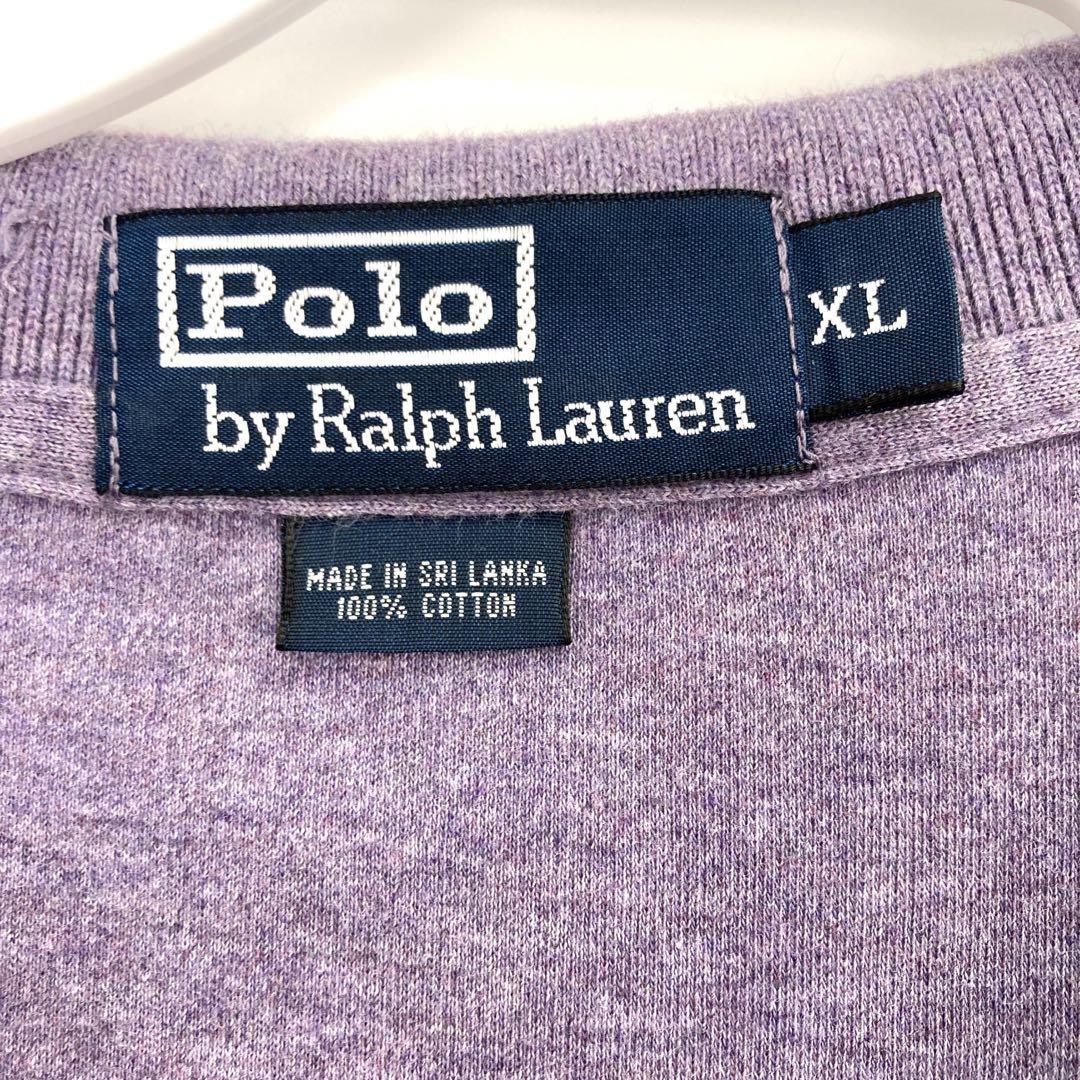 Polo
by Ralph Lauren
XL
MADE IN SRI LANKA
100% COTTON